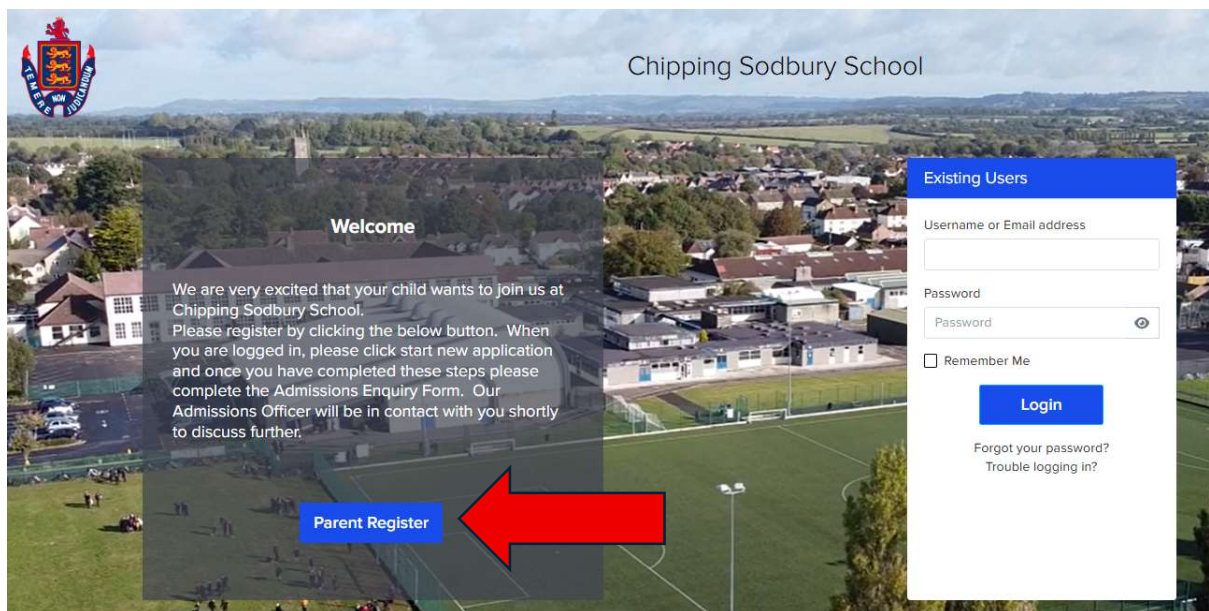 TEMERE NON JUDICANDUM
Chipping Sodbury School
Welcome
We are very excited that your child wants to join us at
Chipping Sodbury School.
Please register by clicking the below button. When
you are logged in, please click start new application
and once you have completed these steps please
complete the Admissions Enquiry Form. Our
Admissions Officer will be in contact with you shortly
to discuss further.
Parent Register
Existing Users
Username or Email address
Password
Password
Remember Me
Login
Forgot your password?
Trouble logging in?